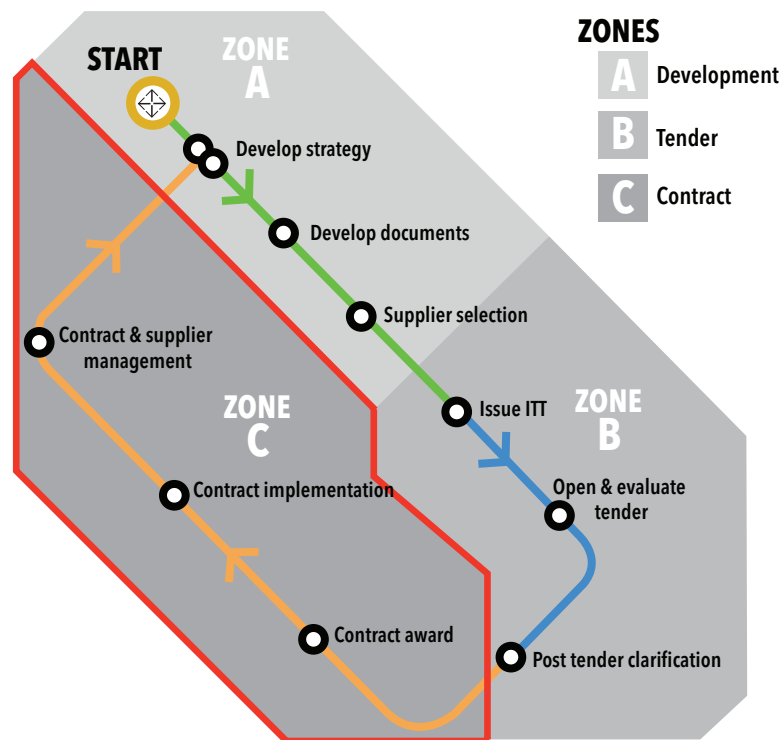 START
ZONE
A
ZONES
A Development
B Tender
C Contract
Develop strategy
Develop documents
Supplier selection
Issue ITT
ZONE
B
Open & evaluate
tender
Post tender clarification
Contract award
ZONE
C
Contract implementation
Contract & supplier
management